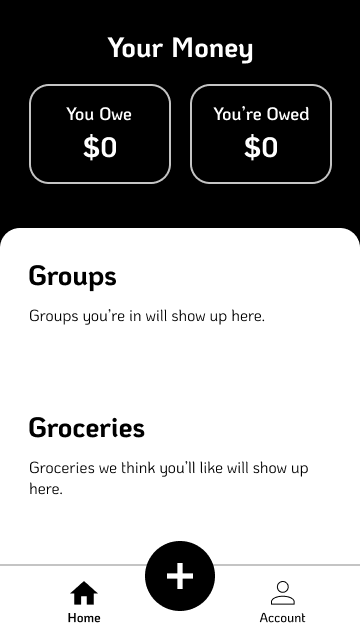 Your Money
You Owe
$0
You’re Owed
$0
Groups
Groups you’re in will show up here.
Groceries
Groceries we think you’ll like will show up
here.
Home
Account